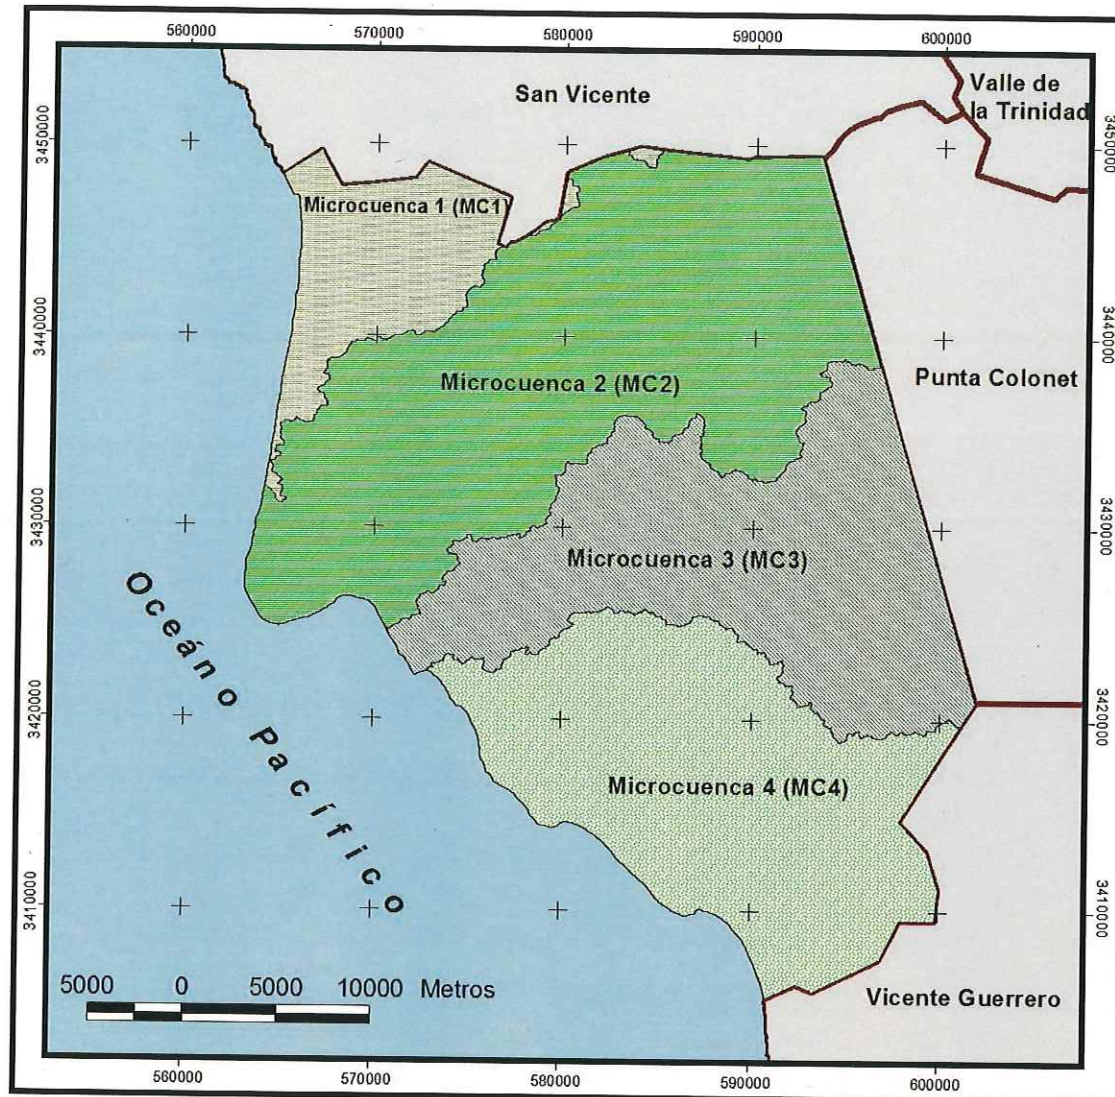 560000 570000 580000 590000 600000
San Vicente
Valle de
la Trinidad
3450000
3450000
Microcuenca 1 (MC1)
3440000
3440000
Microcuenca 2 (MC2)
Punta Colonet
3430000
3430000
Microcuenca 3 (MC3)
Oceáno Pacífico
3420000
3420000
Microcuenca 4 (MC4)
3410000
3410000
5000 0 5000 10000 Metros
Vicente Guerrero
560000 570000 580000 590000 600000